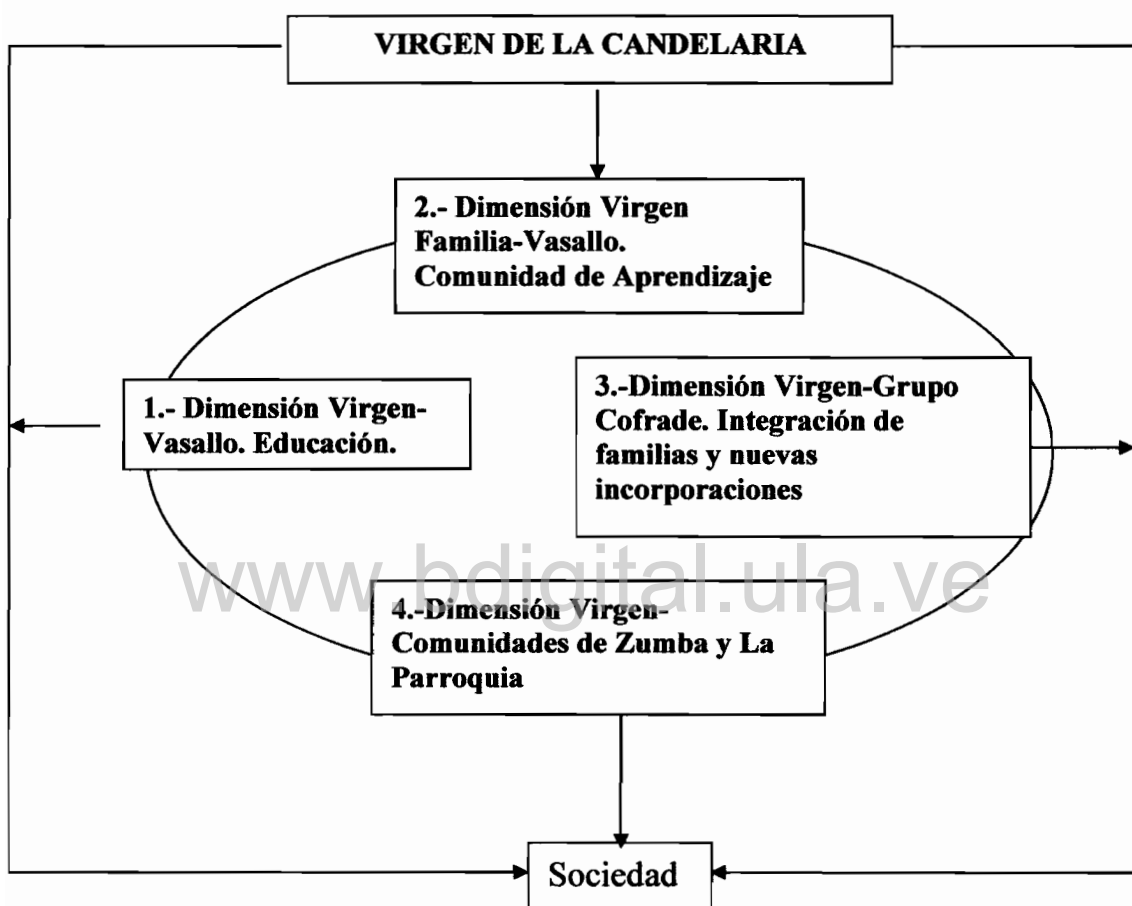 VIRGEN DE LA CANDELARIA
2.- Dimensión Virgen
Familia-Vasallo.
Comunidad de Aprendizaje
1.- Dimensión Virgen-
Vasallo. Educación.
3.-Dimensión Virgen-Grupo
Cofrade. Integración de
familias y nuevas
incorporaciones
www.bdigital.ula.ve
4.-Dimensión Virgen-
Comunidades de Zumba y La
Parroquia
Sociedad